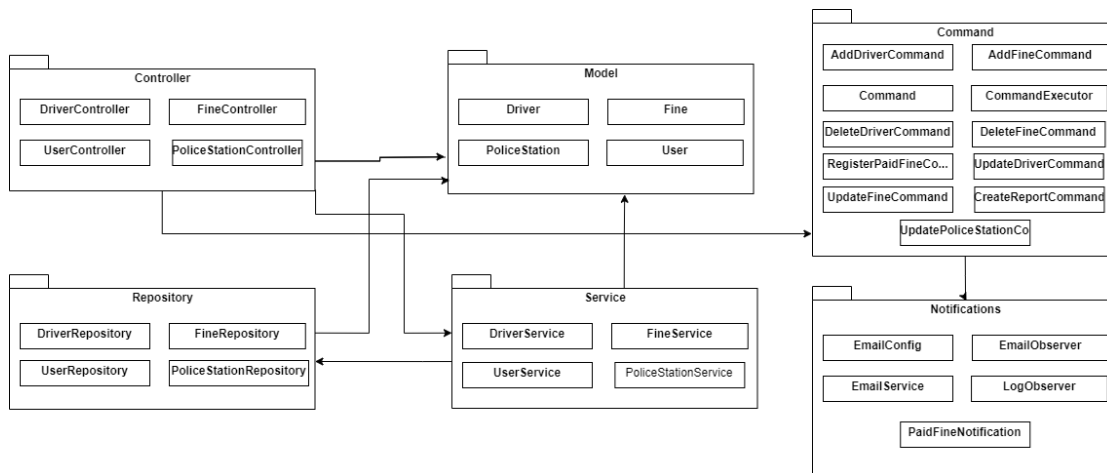 Controller
DriverController
FineController
UserController
PoliceStationController
Model
Driver
Fine
PoliceStation
User
Command
AddDriverCommand
AddFineCommand
Command
CommandExecutor
DeleteDriverCommand
DeleteFineCommand
RegisterPaidFineCo...
UpdateDriverCommand
UpdateFineCommand
CreateReportCommand
UpdatePoliceStationCo
Repository
DriverRepository
FineRepository
UserRepository
PoliceStationRepository
Service
DriverService
FineService
UserService
PoliceStationService
Notifications
EmailConfig
EmailObserver
EmailService
LogObserver
PaidFineNotification